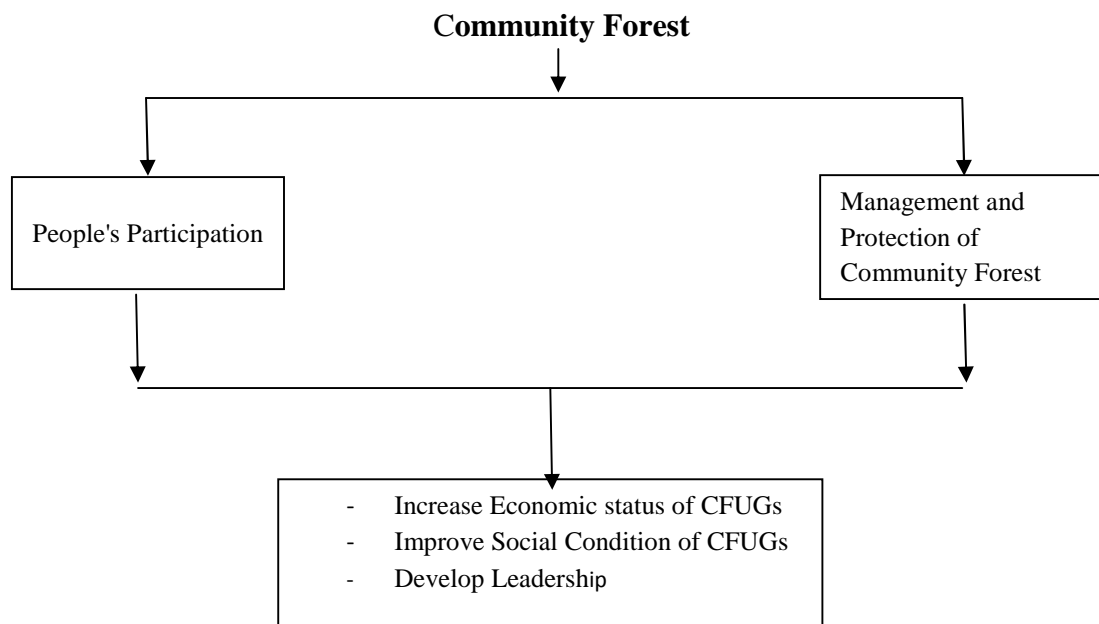 Community Forest
People's Participation
Management and
Protection of
Community Forest
- Increase Economic status of CFUGs
- Improve Social Condition of CFUGs
- Develop Leadership